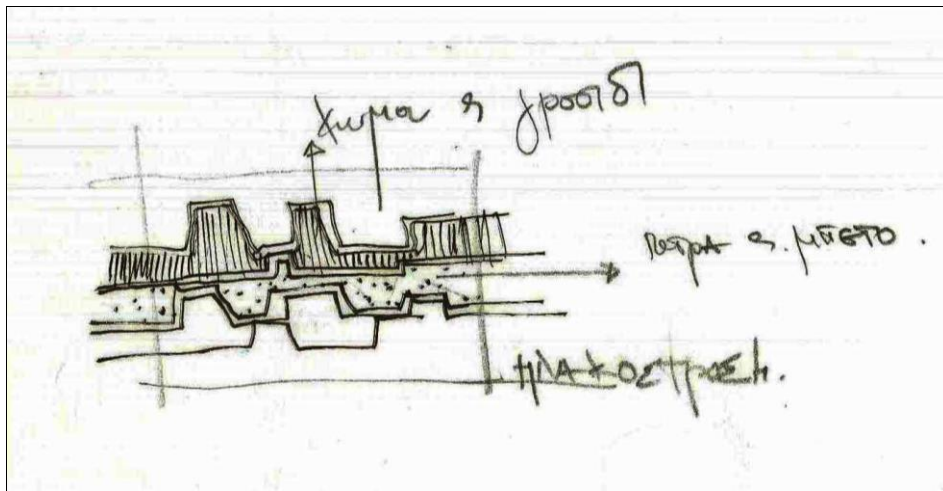 χωμα η γρασιδι
πετρα η. μπετο.
πλακοστρωση.